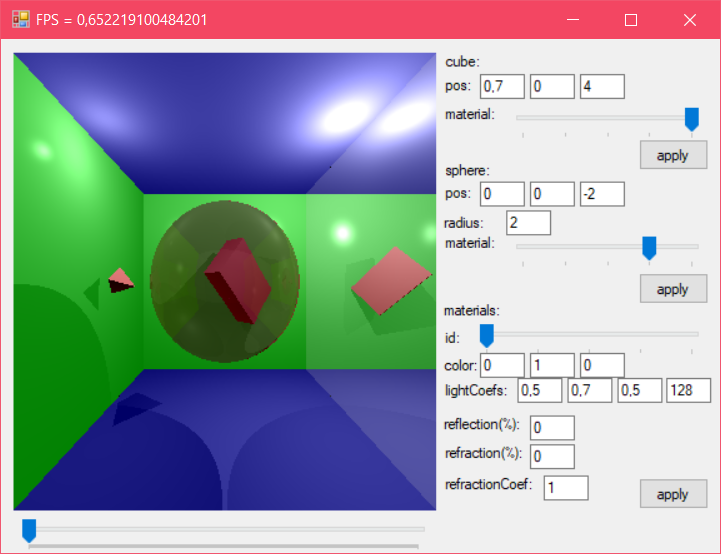 FPS = 0,652219100484201
cube:
pos: 0,7 0 4
material:
apply
sphere:
pos: 0 0 -2
radius: 2
material:
apply
materials:
id:
color: 0 1 0
lightCoefs: 0,5 0,7 0,5 128
reflection(%): 0
refraction(%): 0
refractionCoef: 1
apply